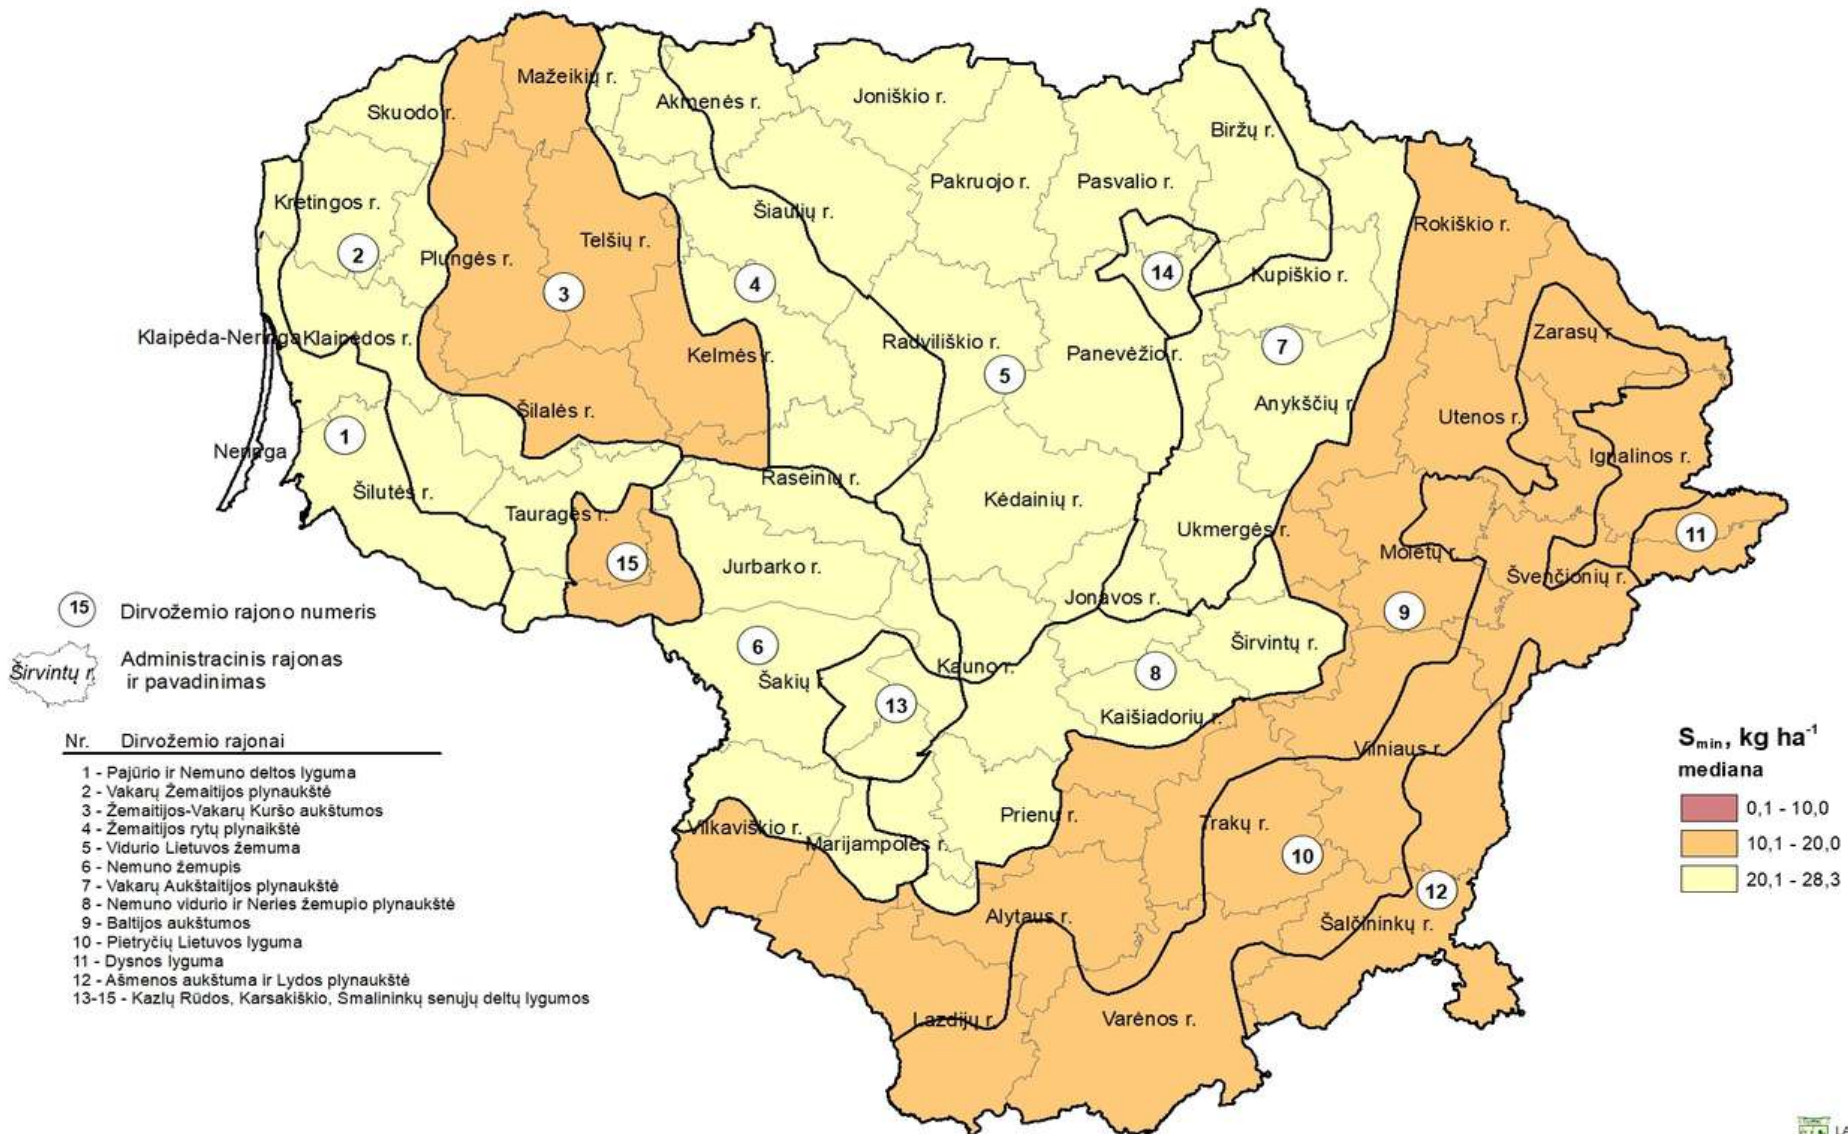 Mažeikių r.
Skuodo r.
Akmenės r.
Joniškio r.
Biržų r.
Kretingos r.
Pakruojo r.
Pasvalio r.
Šiaulių r.
Rokiškio r.
Telšių r.
Plungės r.
2
3
4
14
Kupiškio r.
Klaipėda-Neringa
Klaipėdos r.
Kelmės r.
Radviliškio r.
5
Panevėžio r.
7
Zarasų r.
Šilalės r.
Anykščių r.
Utenos r.
1
Neringa
Ignalinos r.
Šilutės r.
Raseinių r.
Kėdainių r.
Tauragės r.
Ukmergės r.
11
15
Jurbarko r.
Molėtų r.
Švenčionių r.
Jonavos r.
9
6
Širvintų r.
Kauno r.
8
Šakių r.
13
Kaišiadorių r.
Vilniaus r.
Prienų r.
Trakų r.
Vilkaviškio r.
Marijampolės r.
10
12
Alytaus r.
Šalčininkų r.
Lazdijų r.
Varėnos r.
15 Dirvožemio rajono numeris
Širvintų r. Administracinis rajonas
ir pavadinimas
Nr. Dirvožemio rajonai
1 - Pajūrio ir Nemuno deltos lyguma
2 - Vakarų Žemaitijos plynaukštė
3 - Žemaitijos-Vakarų Kuršo aukštumos
4 - Žemaitijos rytų plynaikštė
5 - Vidurio Lietuvos žemuma
6 - Nemuno žemupis
7 - Vakarų Aukštaitijos plynaukštė
8 - Nemuno vidurio ir Neries žemupio plynaukštė
9 - Baltijos aukštumos
10 - Pietryčių Lietuvos lyguma
11 - Dysnos lyguma
12 - Ašmenos aukštuma ir Lydos plynaukštė
13-15 - Kazlų Rūdos, Karsakiškio, Smalininkų senųjų deltų lygumos
Smin, kg ha-1
mediana
0,1 - 10,0
10,1 - 20,0
20,1 - 28,3